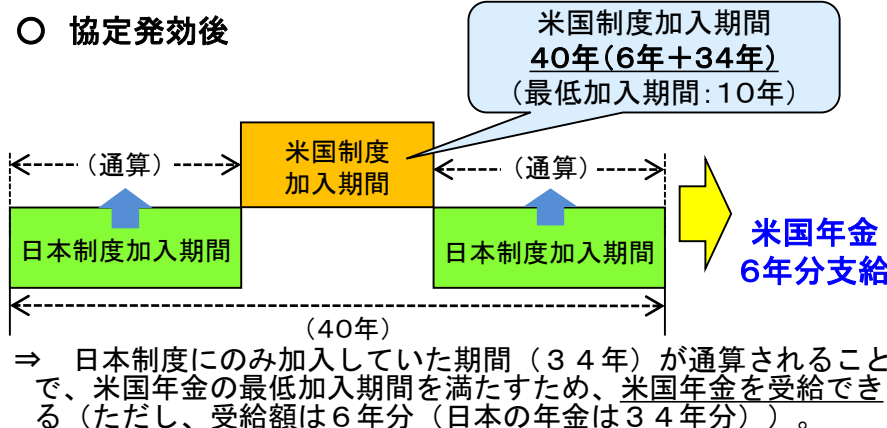 ○ 協定発効後
米国制度加入期間
40年(6年+34年)
(最低加入期間:10年)
(通算)
米国制度
加入期間
(通算)
日本制度加入期間
日本制度加入期間
米国年金
6年分支給
(40年)
⇒ 日本制度にのみ加入していた期間(34年)が通算されること
で、米国年金の最低加入期間を満たすため、米国年金を受給でき
る(ただし、受給額は6年分(日本の年金は34年分))。